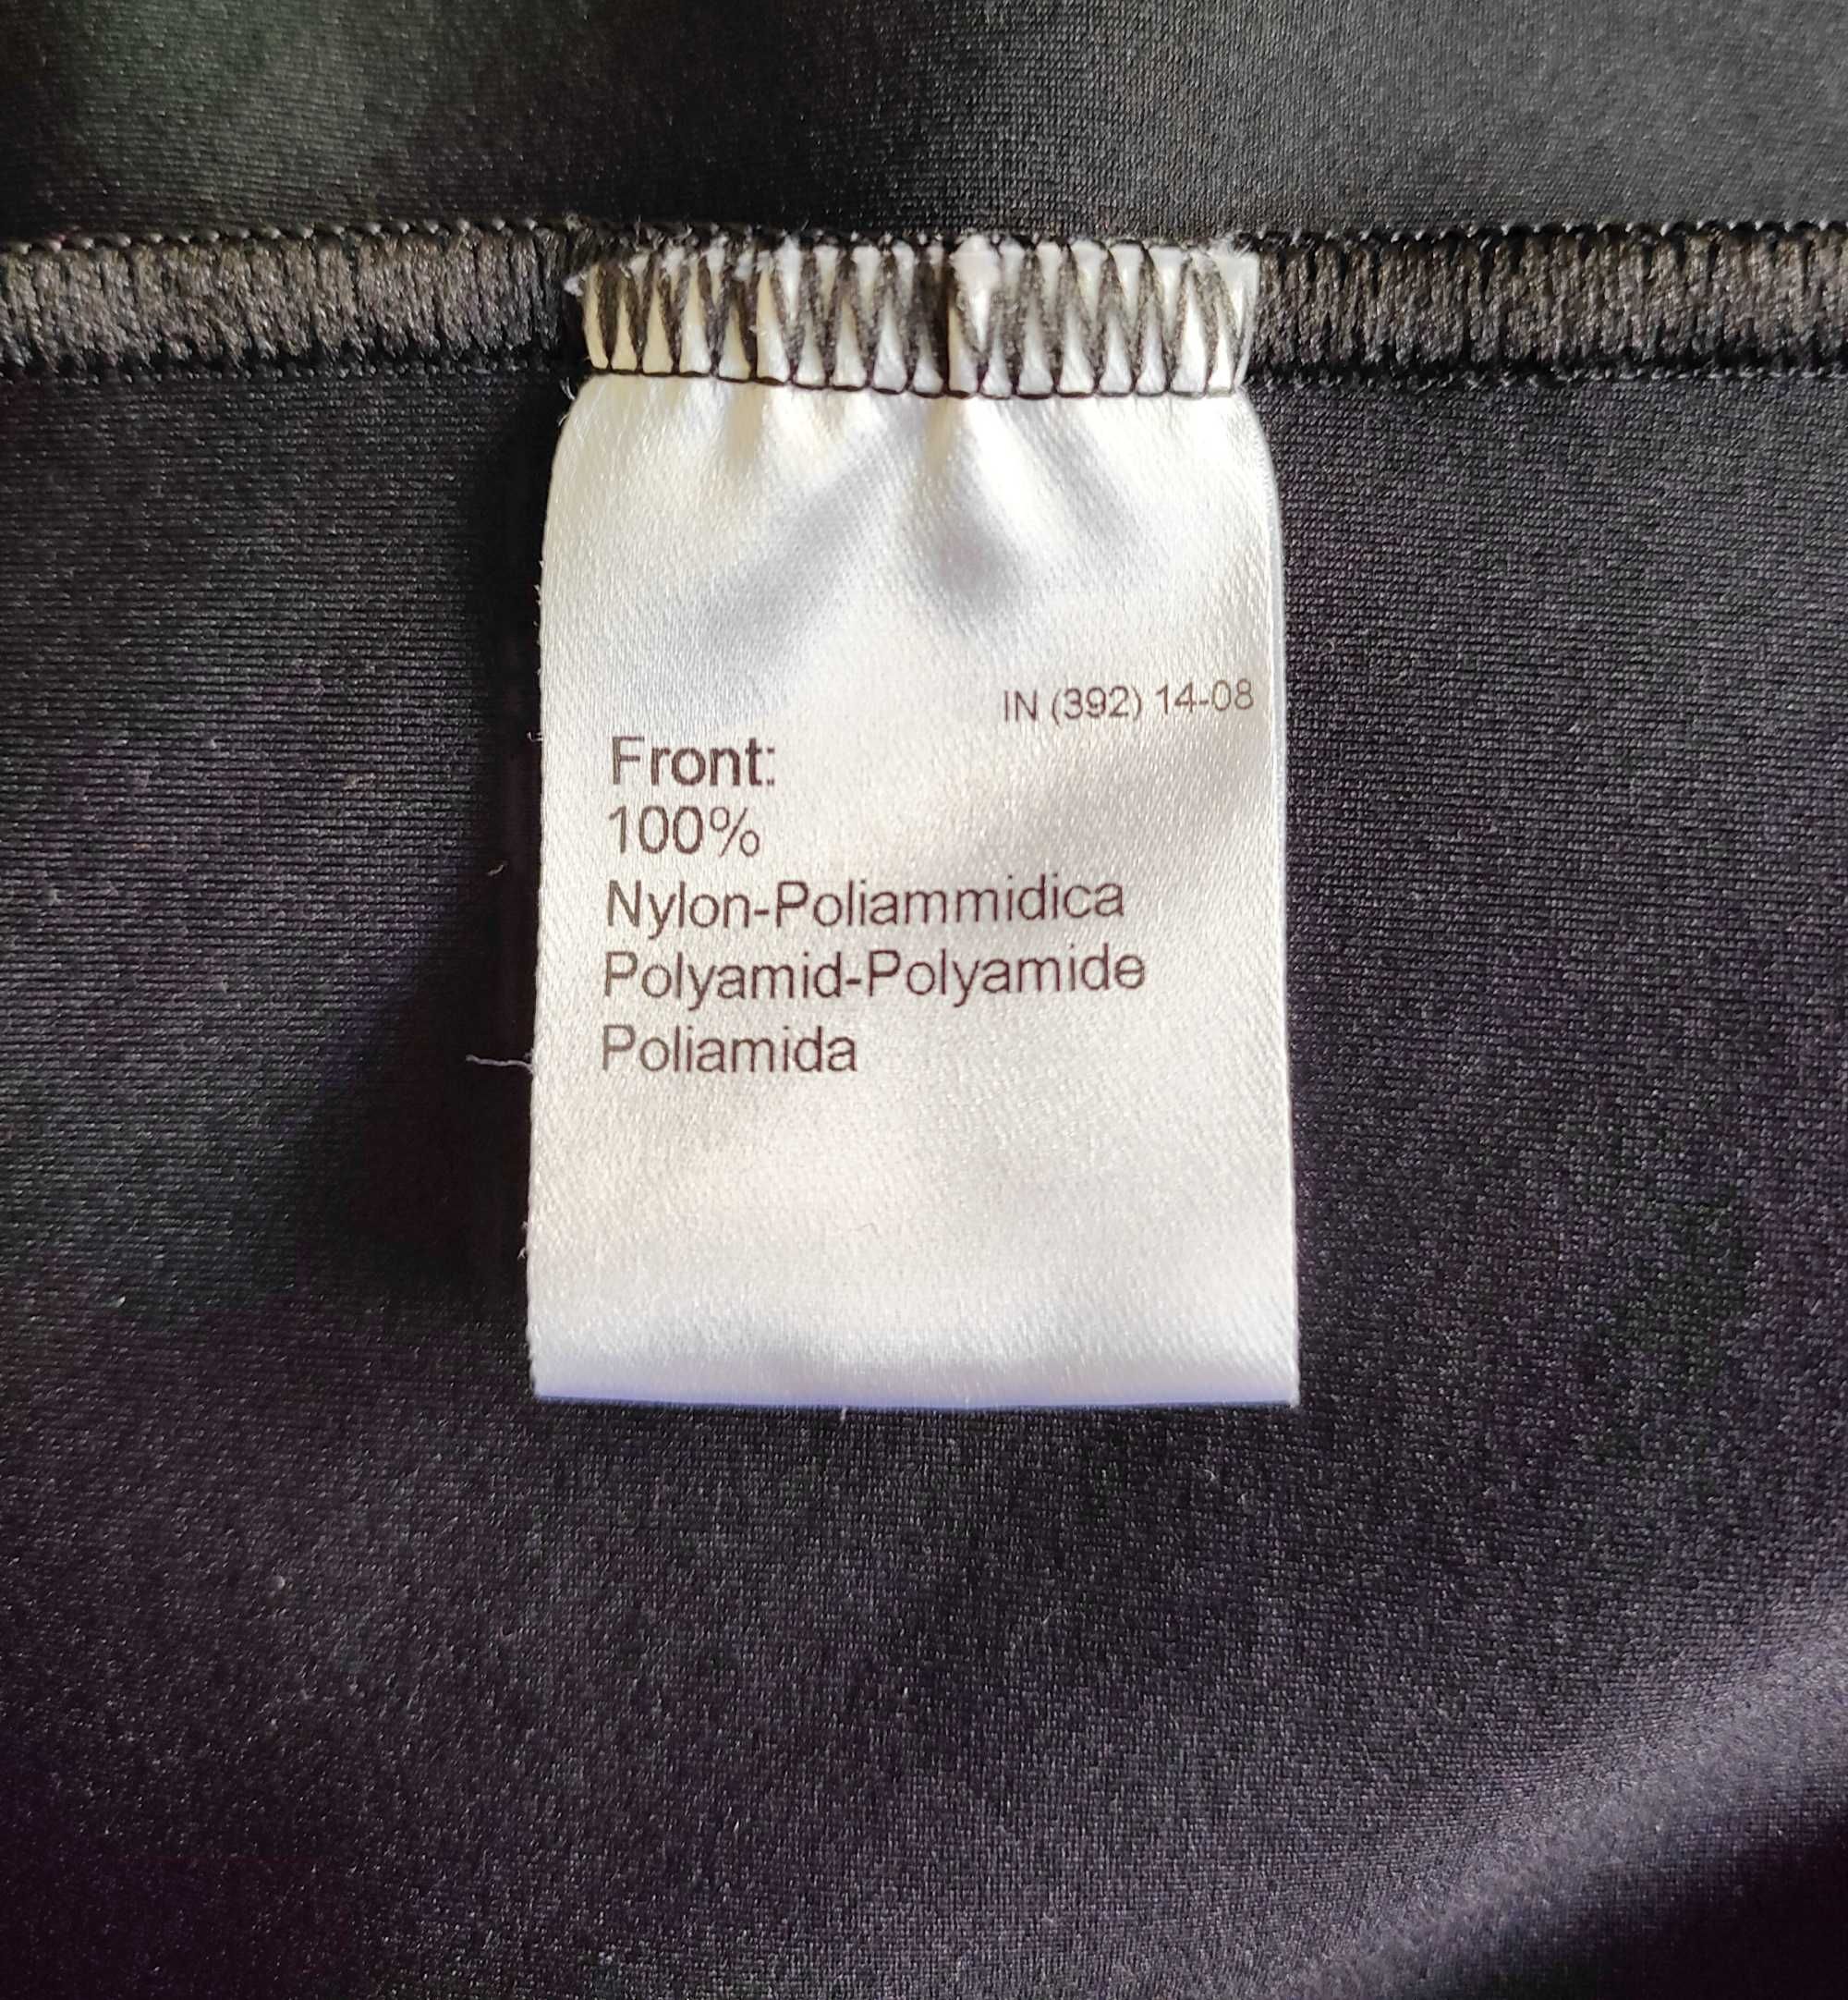 IN (392) 14-08
Front:
100%
Nylon-Poliammidica
Polyamid-Polyamide
Poliamida